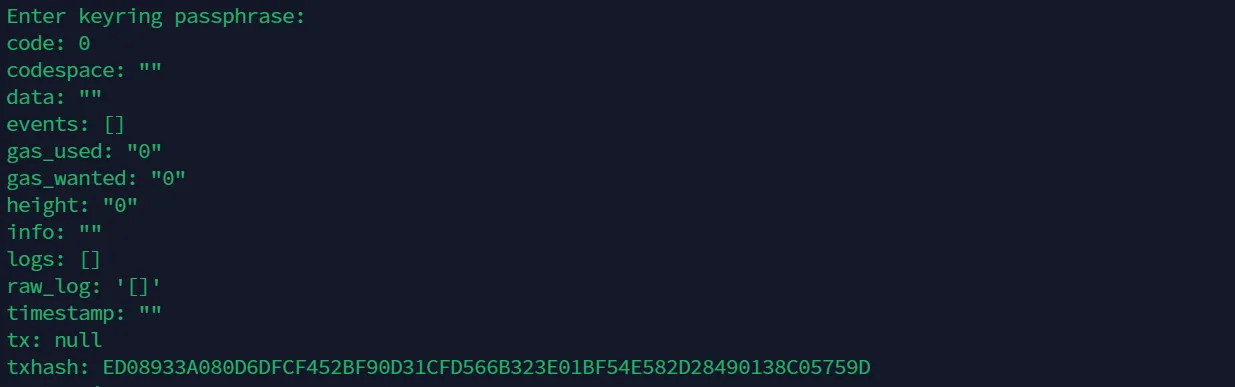 Enter keyring passphrase:
code: 0
codespace: ""
data: ""
events: []
gas_used: "0"
gas_wanted: "0"
height: "0"
info: ""
logs: []
raw_log: '[]'
timestamp: ""
tx: null
txhash: ED08933A080D6DFCF452BF90D31CFD566B323E01BF54E582D28490138C05759D